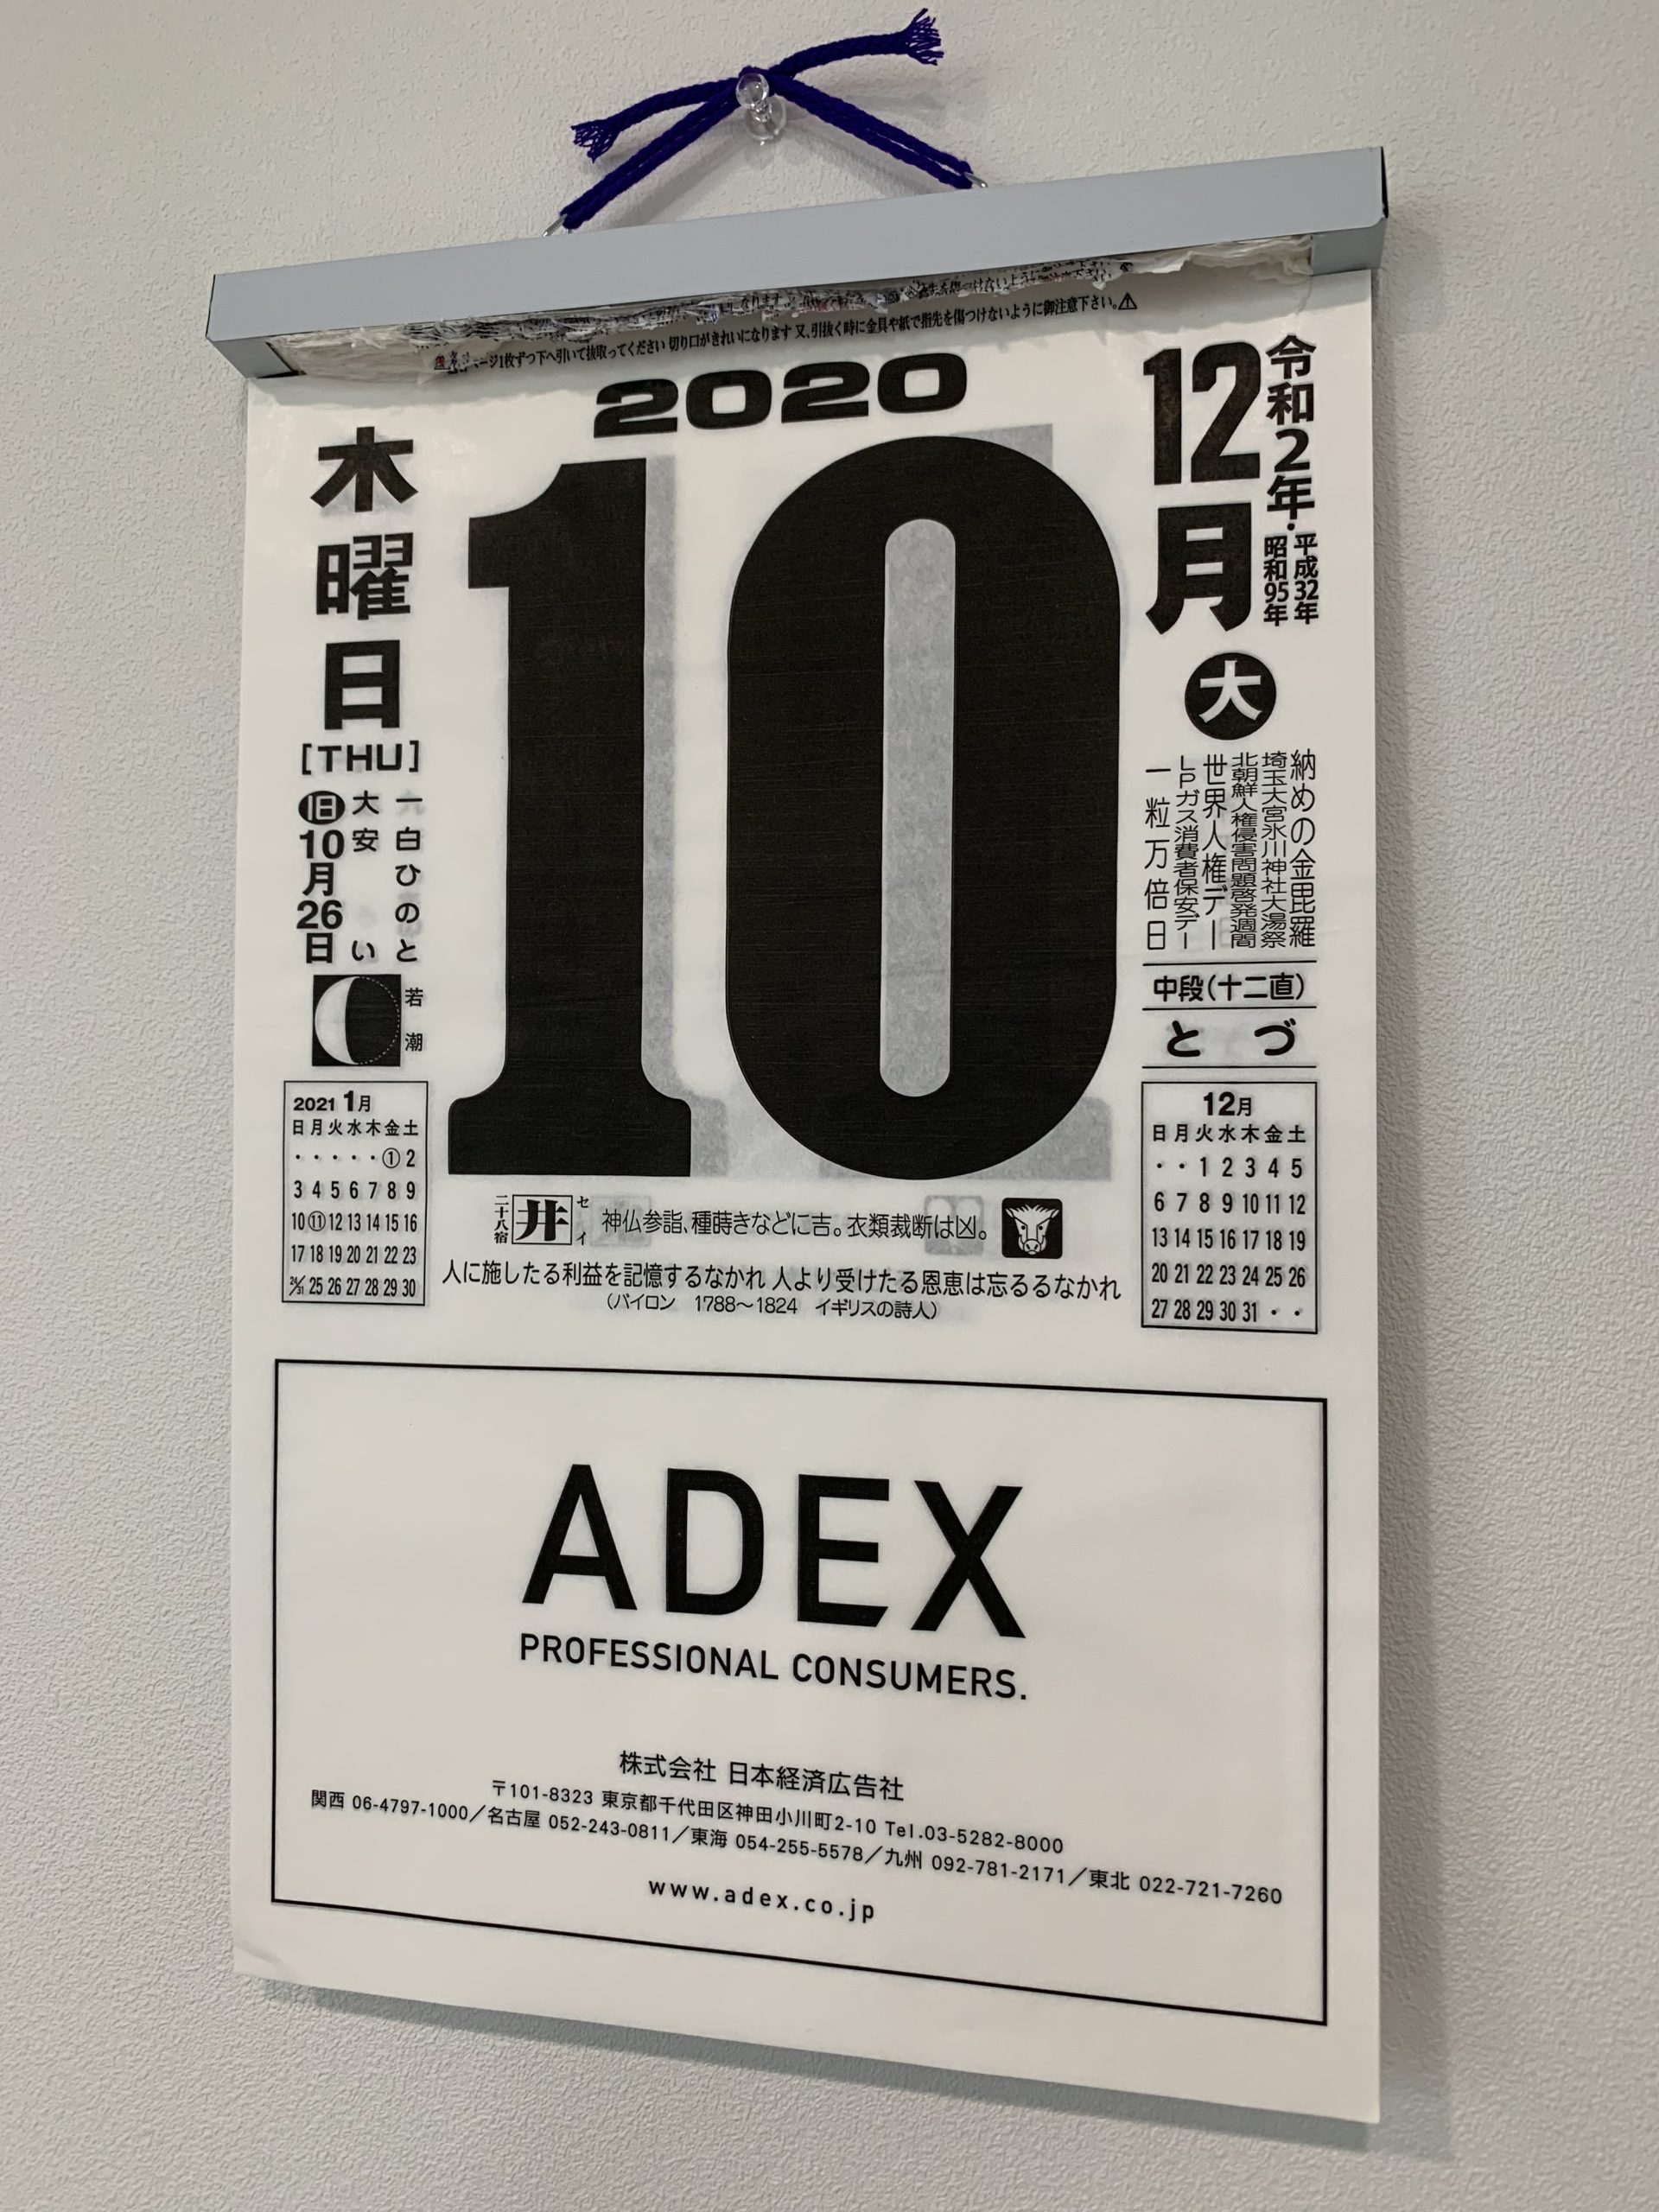 ページ1枚ずつ下へ引いて抜取ってください 切り口がきれいになります 又、引抜く時に金具や紙で指先を傷つけないように御注意下さい。
2020
令和2年・平成32年
昭和95年
12月
大
10
木曜日
[THU]
一白ひのと
大安 い
旧10月26日
若潮
納めの金毘羅
埼玉大宮氷川神社大湯祭
北朝鮮人権侵害問題啓発週間
世界人権デー
LPガス消費者保安デー
一粒万倍日
中段(十二直)
とづ
2021 1月
日月火水木金土
・・・・・① 2
3 4 5 6 7 8 9
10 ⑪ 12 13 14 15 16
17 18 19 20 21 22 23
24/31 25 26 27 28 29 30
12月
日月火水木金土
・・1 2 3 4 5
6 7 8 9 10 11 12
13 14 15 16 17 18 19
20 21 22 23 24 25 26
27 28 29 30 31・・
二十八宿 井 セイ 神仏参詣、種蒔きなどに吉。衣類裁断は凶。
人に施したる利益を記憶するなかれ 人より受けたる恩恵は忘るるなかれ
(バイロン 1788〜1824 イギリスの詩人)
ADEX
PROFESSIONAL CONSUMERS.
株式会社 日本経済広告社
〒101-8323 東京都千代田区神田小川町2-10 Tel.03-5282-8000
関西 06-4797-1000／名古屋 052-243-0811／東海 054-255-5578／九州 092-781-2171／東北 022-721-7260
www.adex.co.jp